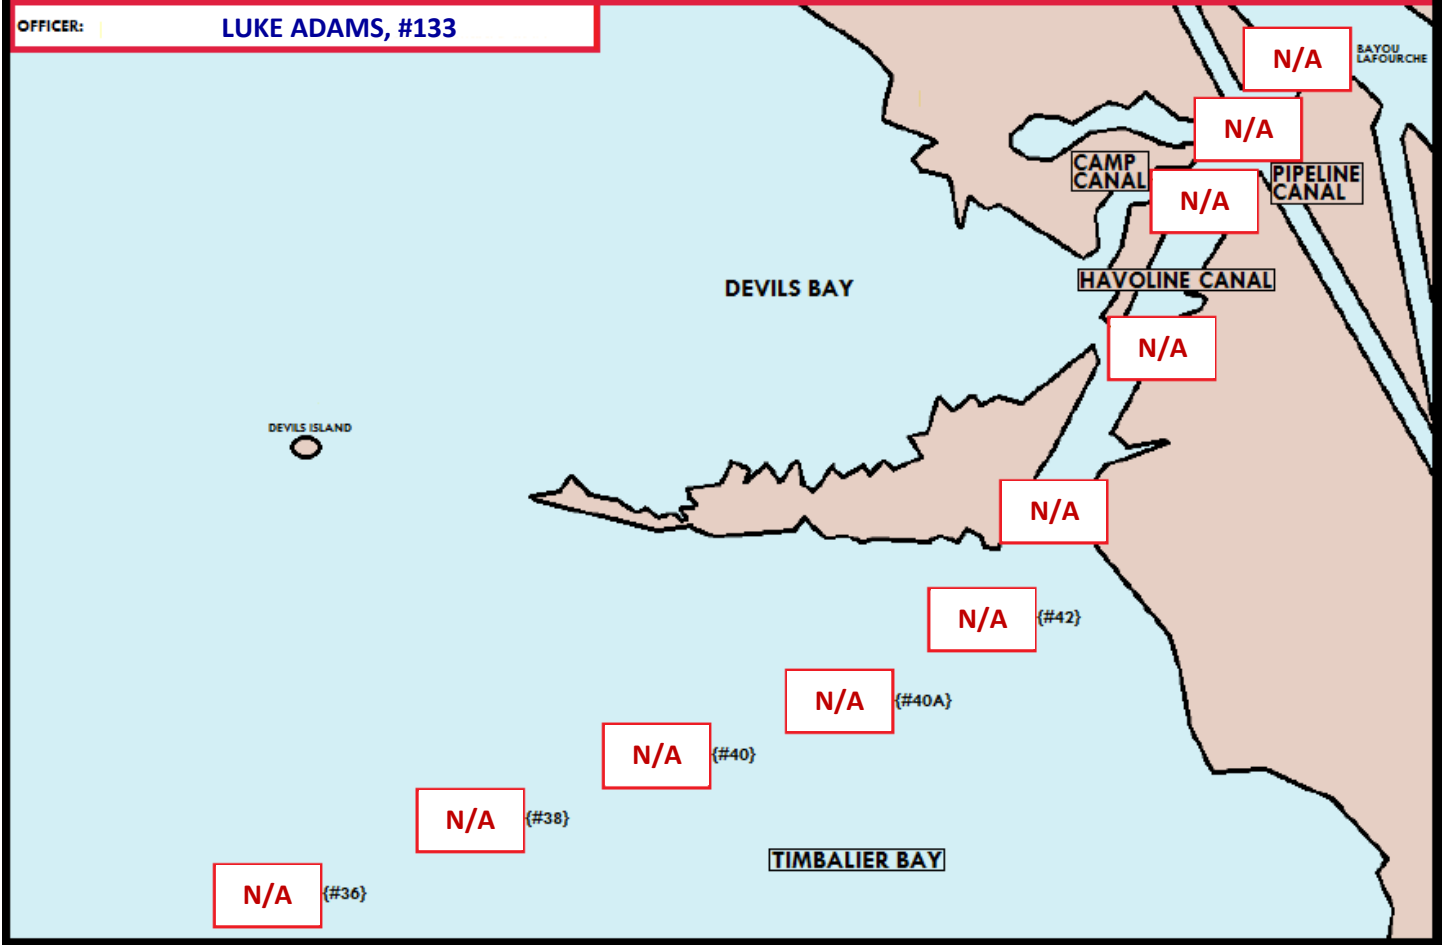 OFFICER: LUKE ADAMS, #133
N/A
BAYOU
LAFOURCHE
N/A
CAMP
CANAL
PIPELINE
CANAL
N/A
HAVOLINE CANAL
DEVILS BAY
N/A
DEVILS ISLAND
N/A
N/A {#42}
N/A {#40A}
N/A {#40}
N/A {#38}
TIMBALIER BAY
N/A {#36}